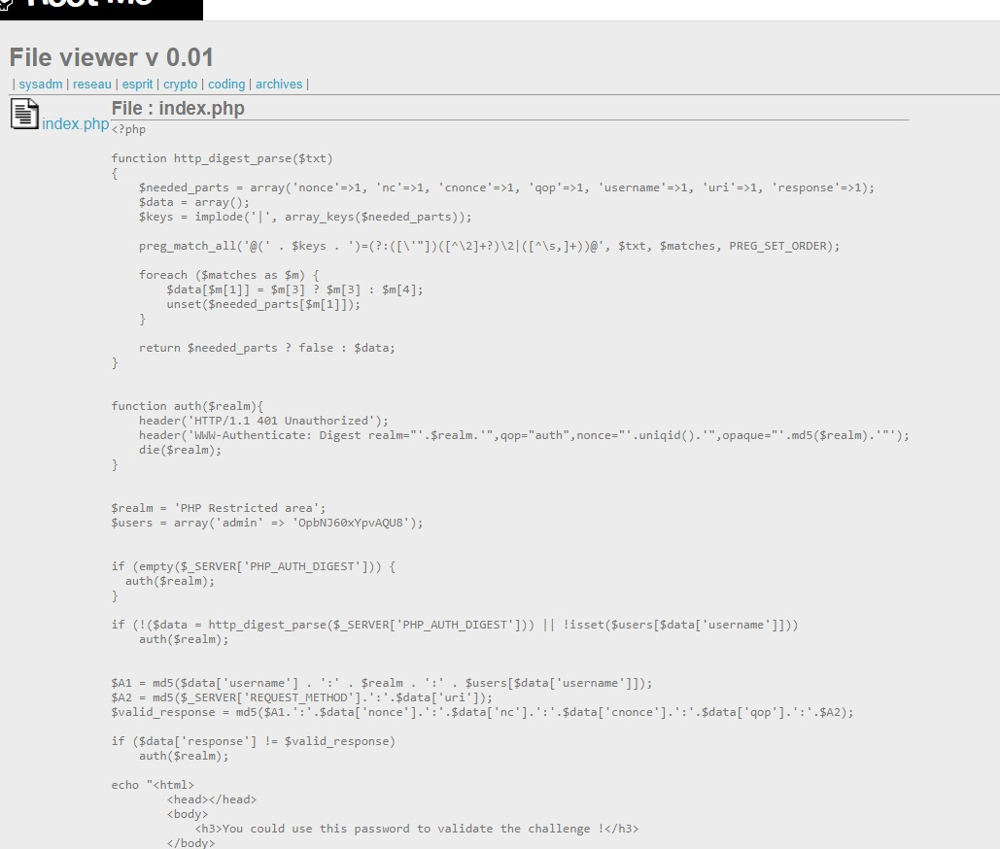 Root Me
File viewer v 0.01
| sysadm | reseau | esprit | crypto | coding | archives |
index.php
File : index.php
<?php
function http_digest_parse($txt)
{
    $needed_parts = array('nonce'=>1, 'nc'=>1, 'cnonce'=>1, 'qop'=>1, 'username'=>1, 'uri'=>1, 'response'=>1);
    $data = array();
    $keys = implode('|', array_keys($needed_parts));
    preg_match_all('@(' . $keys . ')=(?:([\'"])([^\2]+?)\2|([^\s,]+))@', $txt, $matches, PREG_SET_ORDER);
    foreach ($matches as $m) {
        $data[$m[1]] = $m[3] ? $m[3] : $m[4];
        unset($needed_parts[$m[1]]);
    }
    return $needed_parts ? false : $data;
}
function auth($realm){
    header('HTTP/1.1 401 Unauthorized');
    header('WWW-Authenticate: Digest realm="'.$realm.'",qop="auth",nonce="'.uniqid().'",opaque="'.md5($realm).'"');
    die($realm);
}
$realm = 'PHP Restricted area';
$users = array('admin' => 'OpbNJ60xYpvAQU8');
if (empty($_SERVER['PHP_AUTH_DIGEST'])) {
  auth($realm);
}
if (!($data = http_digest_parse($_SERVER['PHP_AUTH_DIGEST'])) || !isset($users[$data['username']]))
    auth($realm);
$A1 = md5($data['username'] . ':' . $realm . ':' . $users[$data['username']]);
$A2 = md5($_SERVER['REQUEST_METHOD'].':'.$data['uri']);
$valid_response = md5($A1.':'.$data['nonce'].':'.$data['nc'].':'.$data['cnonce'].':'.$data['qop'].':'.$A2);
if ($data['response'] != $valid_response)
    auth($realm);
echo "<html>
        <head></head>
        <body>
            <h3>You could use this password to validate the challenge !</h3>
        </body>